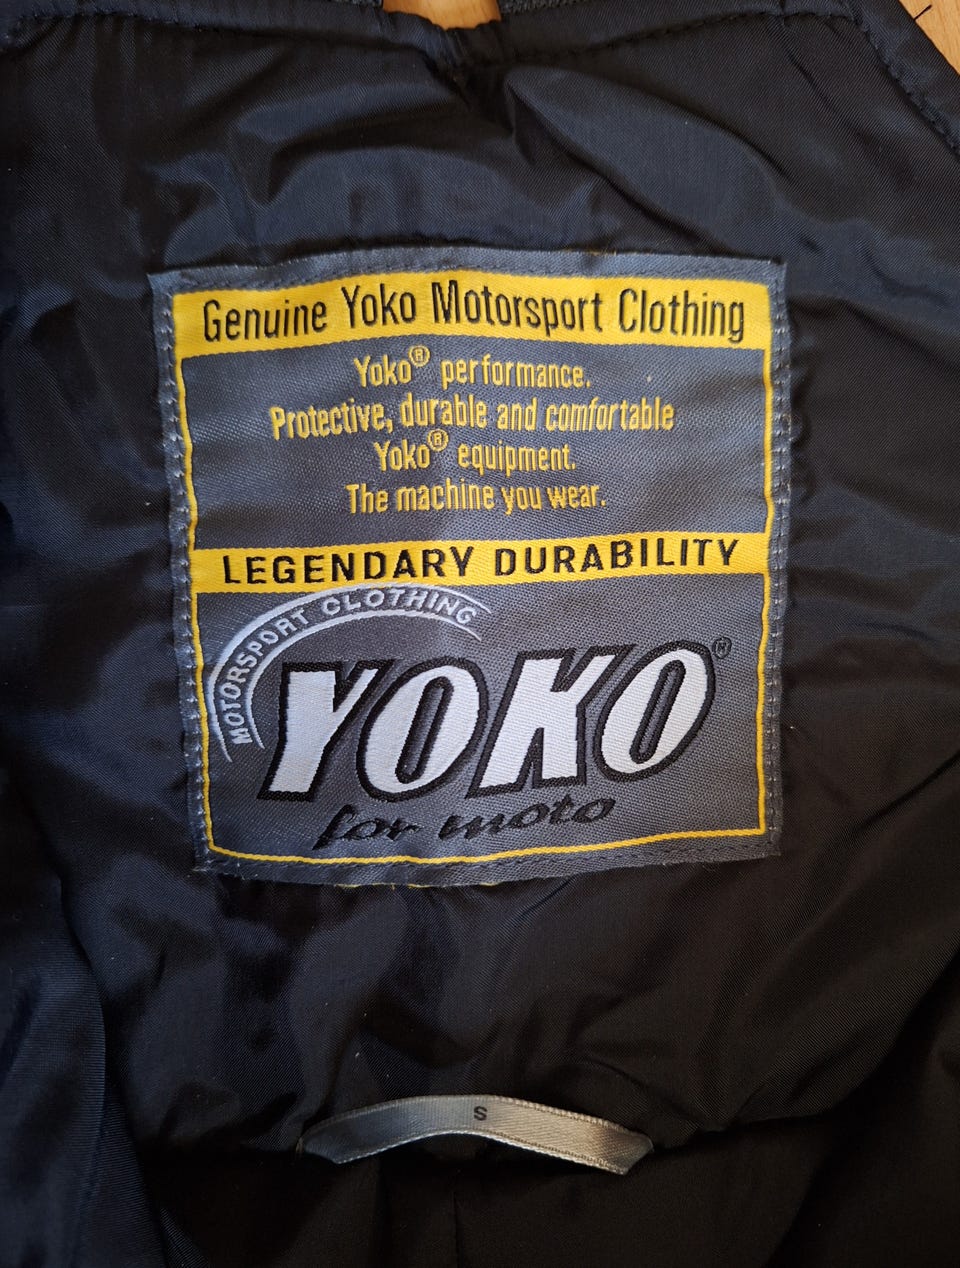 Genuine Yoko Motorsport Clothing
Yoko® performance.
Protective, durable and comfortable
Yoko® equipment.
The machine you wear.
LEGENDARY DURABILITY
MOTORSPORT CLOTHING
YOKO®
for moto
S